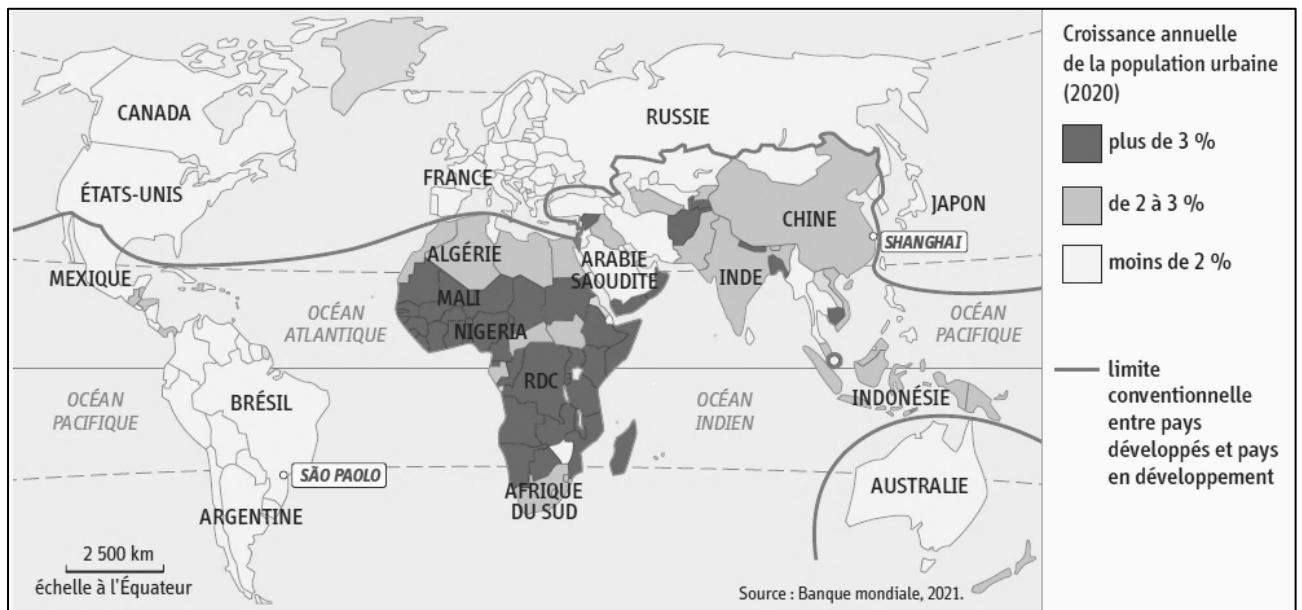 CANADA
ÉTATS-UNIS
MEXIQUE
OCÉAN
ATLANTIQUE
OCÉAN
PACIFIQUE
BRÉSIL
SÃO PAOLO
ARGENTINE
2 500 km
échelle à l'Équateur
FRANCE
RUSSIE
ALGÉRIE
MALI
NIGERIA
RDC
AFRIQUE
DU SUD
ARABIE
SAOUDITE
INDE
CHINE
JAPON
SHANGHAI
OCÉAN
PACIFIQUE
OCÉAN
INDIEN
INDONÉSIE
AUSTRALIE
Source : Banque mondiale, 2021.
Croissance annuelle
de la population urbaine
(2020)
plus de 3 %
de 2 à 3 %
moins de 2 %
limite
conventionnelle
entre pays
développés et pays
en développement